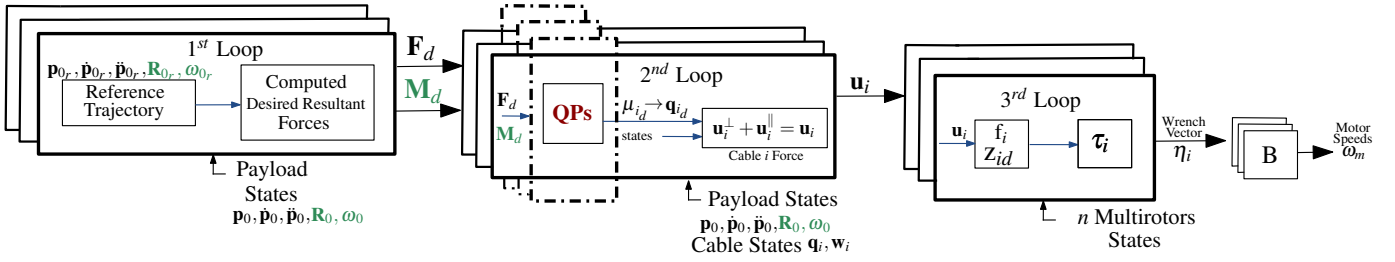 1st Loop
p0r, ṗ0r, p̈0r, R0r, ω0r
Reference
Trajectory
Computed
Desired Resultant
Forces
Payload
States
p0, ṗ0, p̈0, R0, ω0
Fd
Md
2nd Loop
Fd
Md
QPs
μid → qid
states
ui⊥ + ui∥ = ui
Cable i Force
Payload States
p0, ṗ0, p̈0, R0, ω0
Cable States qi, wi
ui
3rd Loop
ui
fi
zid
τi
n Multirotors
States
Wrench
Vector
ηi
B
Motor
Speeds
ωm